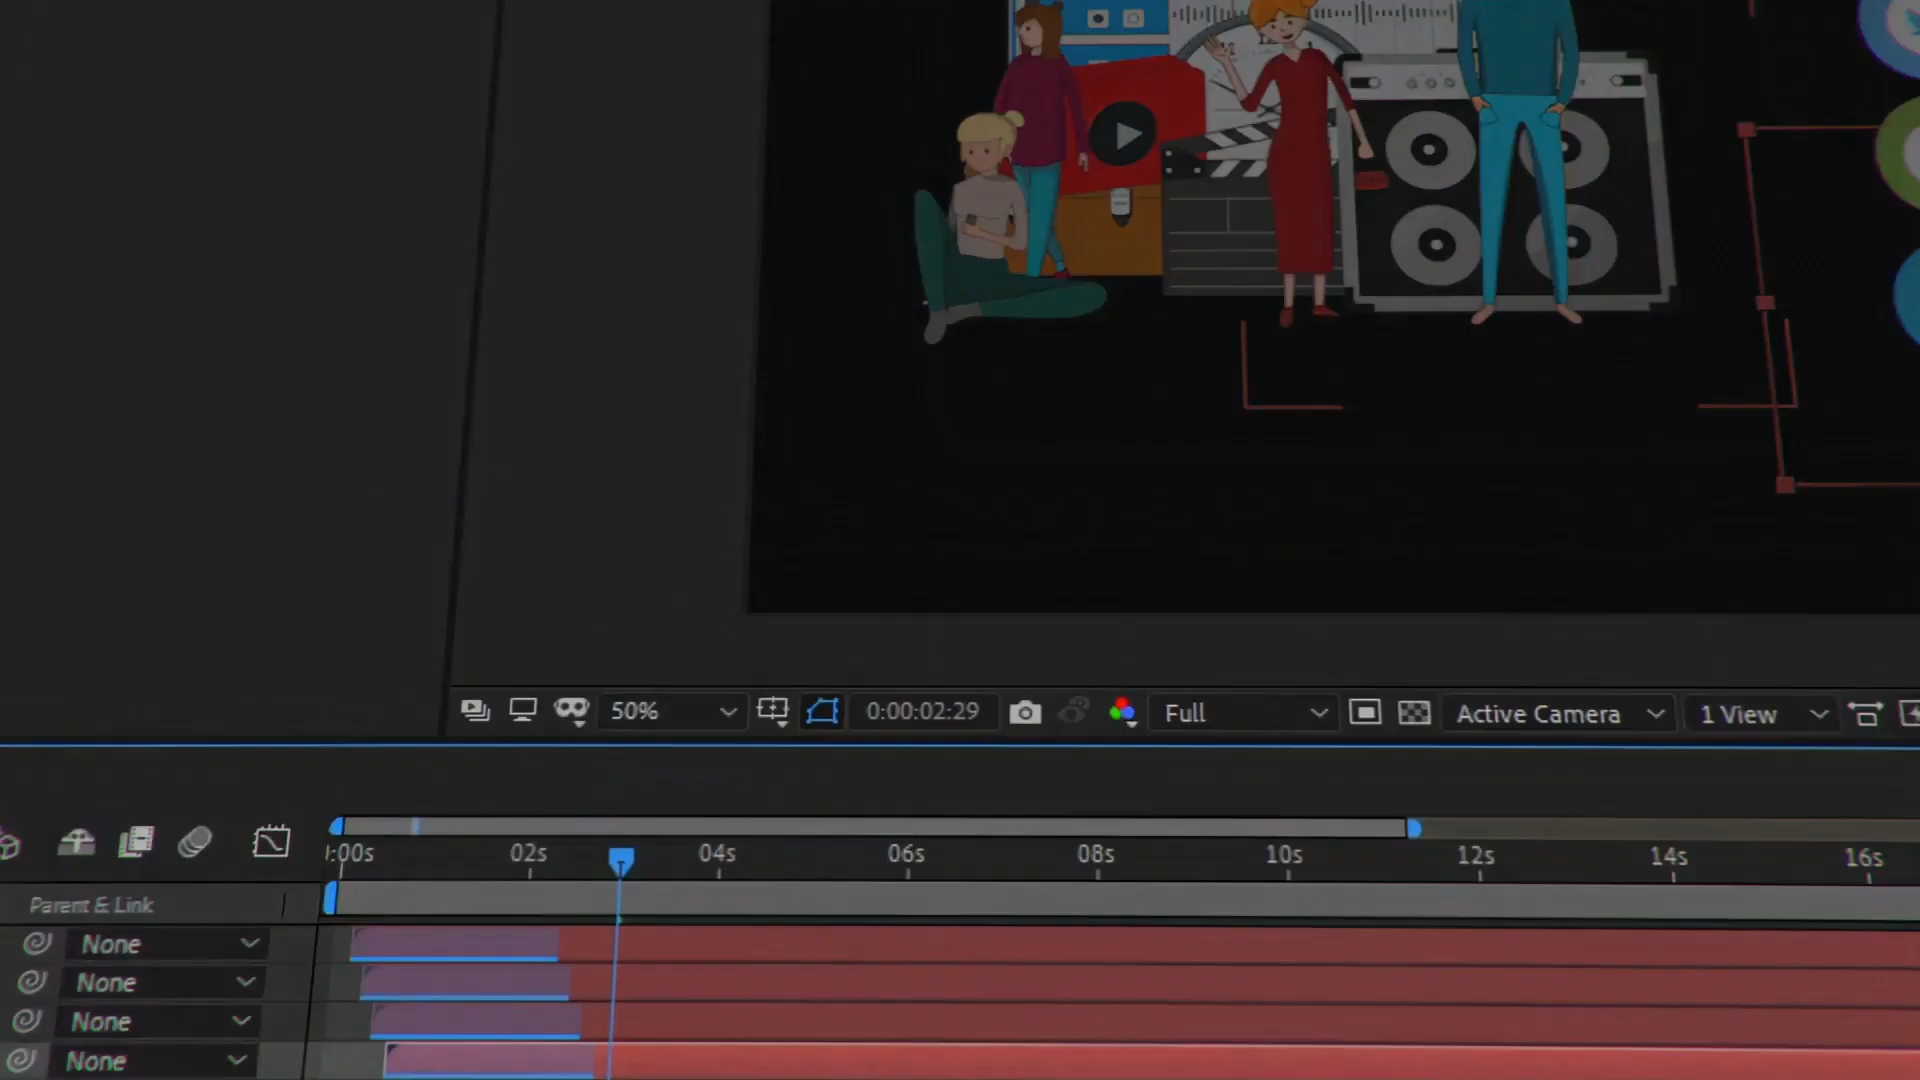 50%
0:00:02:29
Full
Active Camera
1 View
:00s 02s 04s 06s 08s 10s 12s 14s 16s
Parent & Link
None
None
None
None